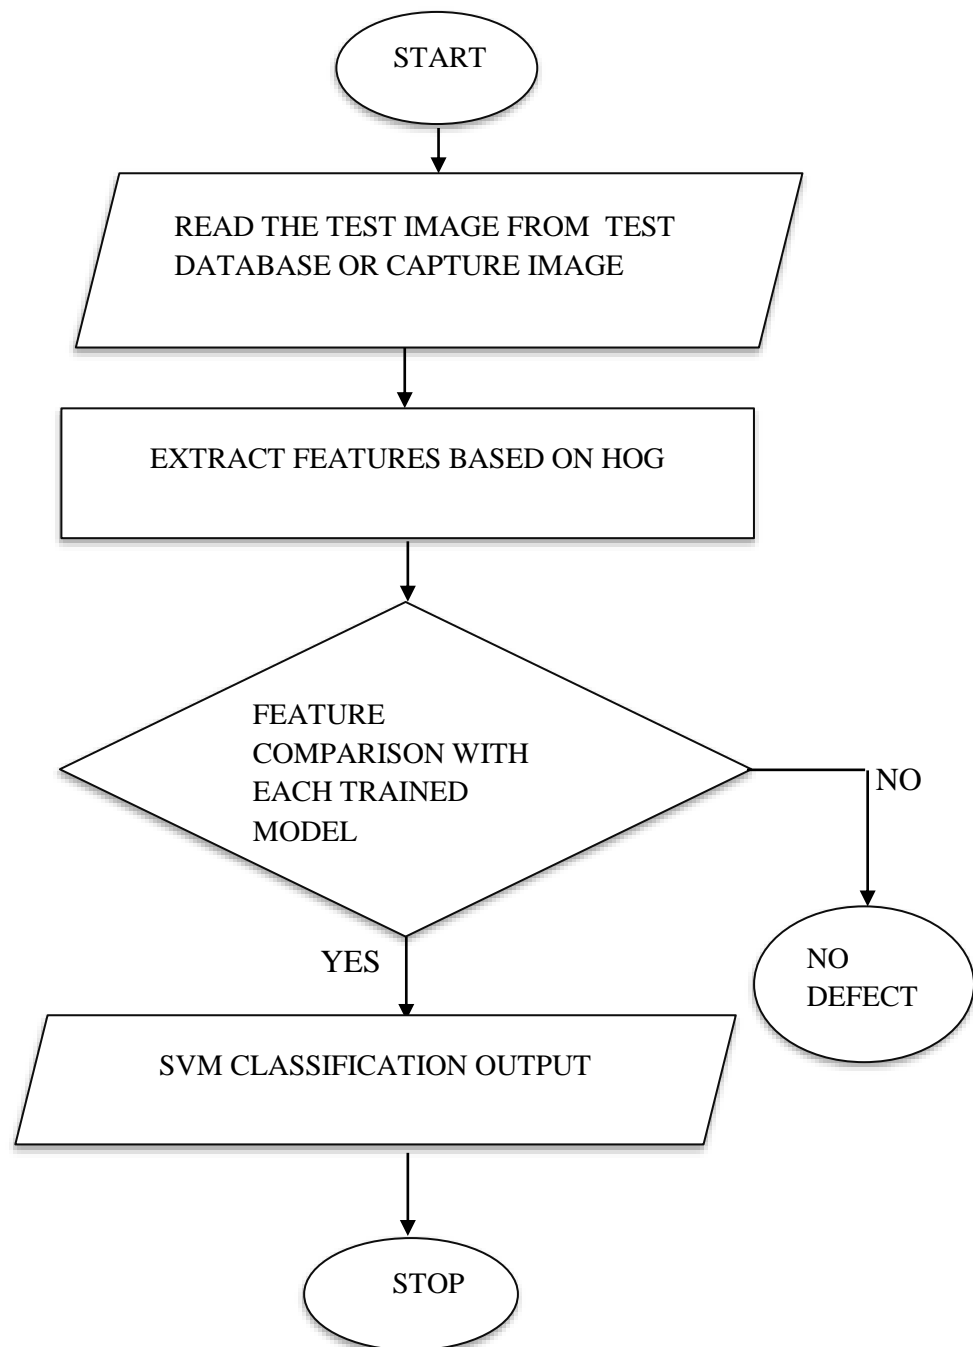 START
READ THE TEST IMAGE FROM  TEST
DATABASE OR CAPTURE IMAGE
EXTRACT FEATURES BASED ON HOG
FEATURE
COMPARISON WITH
EACH TRAINED
MODEL
NO
YES
NO
DEFECT
SVM CLASSIFICATION OUTPUT
STOP